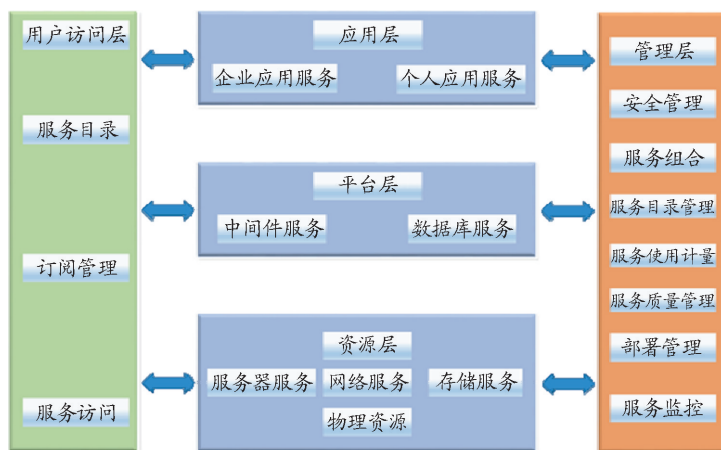 用户访问层
服务目录
订阅管理
服务访问
应用层
企业应用服务
个人应用服务
平台层
中间件服务
数据库服务
资源层
服务器服务
网络服务
存储服务
物理资源
管理层
安全管理
服务组合
服务目录管理
服务使用计量
服务质量管理
部署管理
服务监控